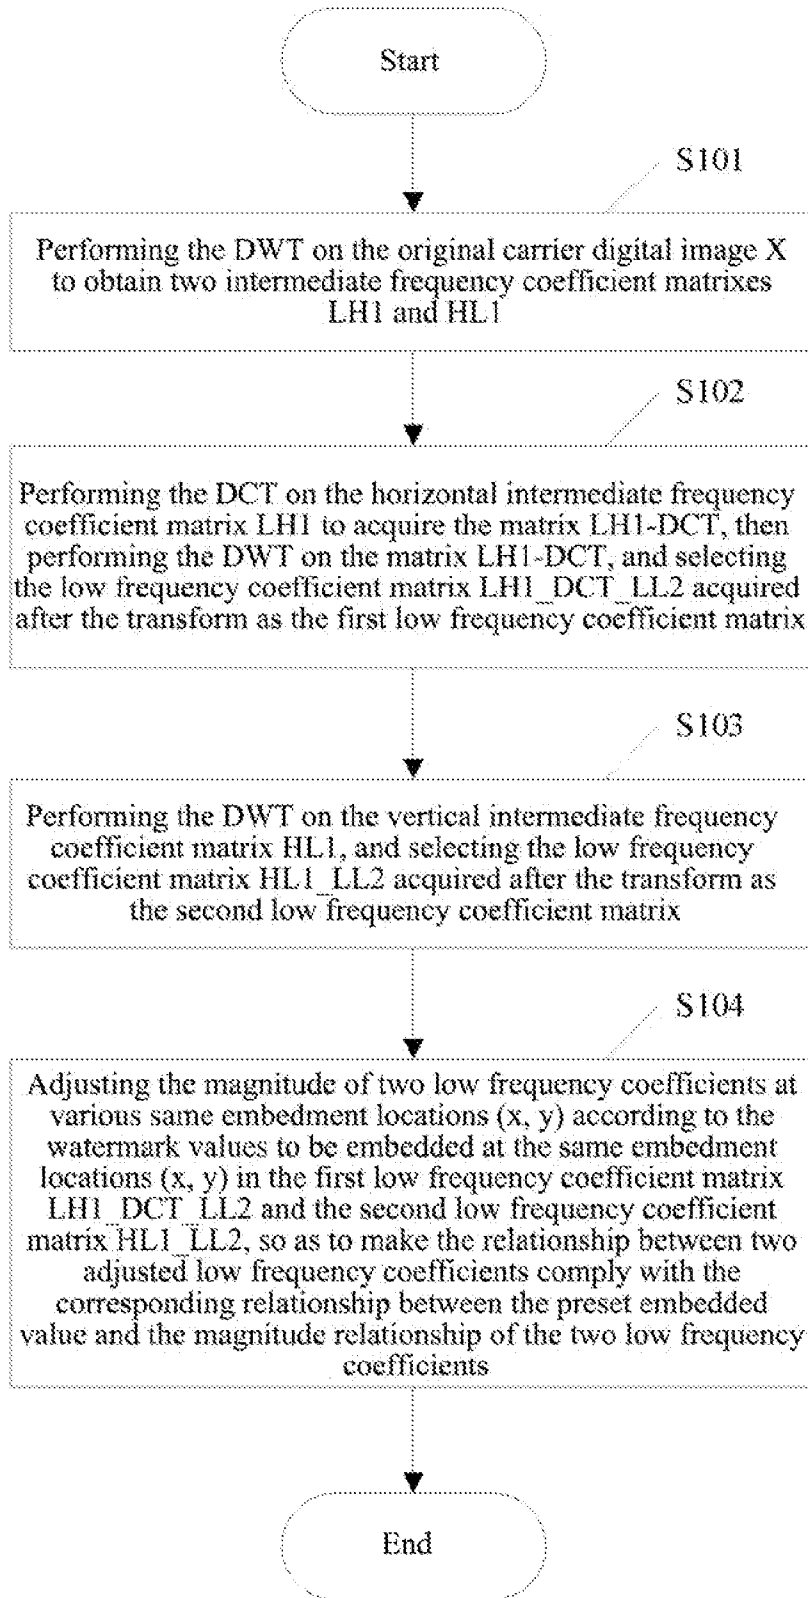 Start
S101
Performing the DWT on the original carrier digital image X
to obtain two intermediate frequency coefficient matrixes
LH1 and HL1
S102
Performing the DCT on the horizontal intermediate frequency
coefficient matrix LH1 to acquire the matrix LH1-DCT, then
performing the DWT on the matrix LH1-DCT, and selecting
the low frequency coefficient matrix LH1_DCT_LL2 acquired
after the transform as the first low frequency coefficient matrix
S103
Performing the DWT on the vertical intermediate frequency
coefficient matrix HL1, and selecting the low frequency
coefficient matrix HL1_LL2 acquired after the transform as
the second low frequency coefficient matrix
S104
Adjusting the magnitude of two low frequency coefficients at
various same embedment locations (x, y) according to the
watermark values to be embedded at the same embedment
locations (x, y) in the first low frequency coefficient matrix
LH1_DCT_LL2 and the second low frequency coefficient
matrix HL1_LL2, so as to make the relationship between two
adjusted low frequency coefficients comply with the
corresponding relationship between the preset embedded
value and the magnitude relationship of the two low frequency
coefficients
End